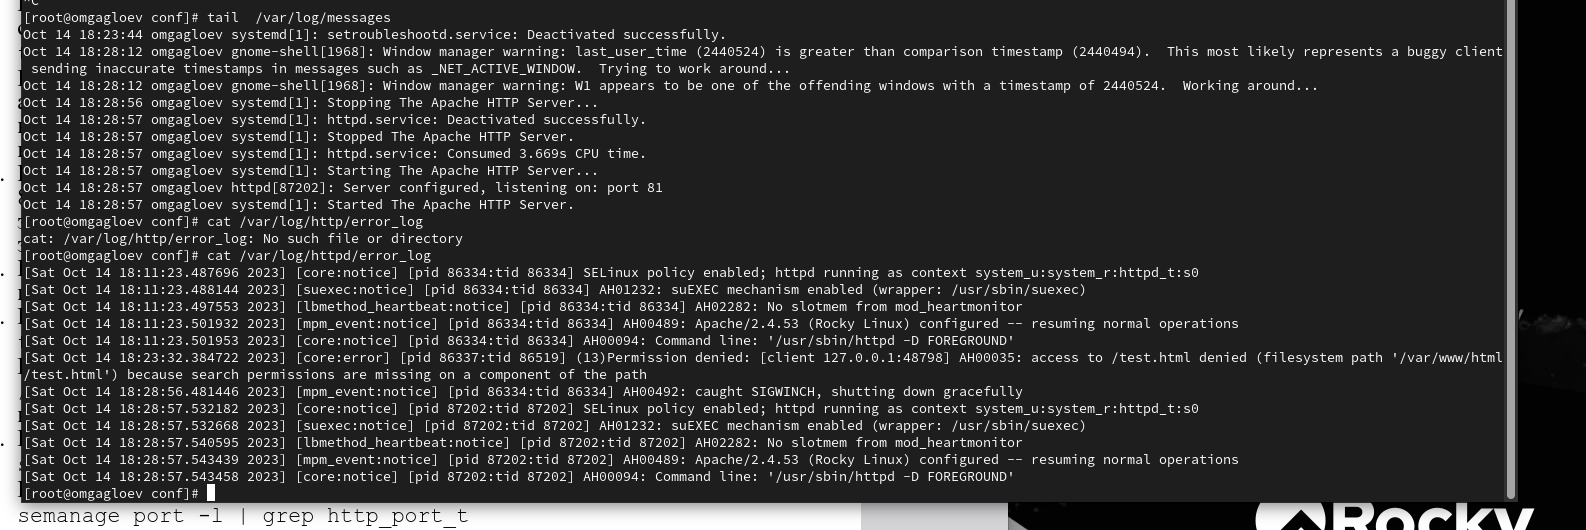 ^C
[root@omgagloev conf]# tail  /var/log/messages
Oct 14 18:23:44 omgagloev systemd[1]: setroubleshootd.service: Deactivated successfully.
Oct 14 18:28:12 omgagloev gnome-shell[1968]: Window manager warning: last_user_time (2440524) is greater than comparison timestamp (2440494).  This most likely represents a buggy client
 sending inaccurate timestamps in messages such as _NET_ACTIVE_WINDOW.  Trying to work around...
Oct 14 18:28:12 omgagloev gnome-shell[1968]: Window manager warning: W1 appears to be one of the offending windows with a timestamp of 2440524.  Working around...
Oct 14 18:28:56 omgagloev systemd[1]: Stopping The Apache HTTP Server...
Oct 14 18:28:57 omgagloev systemd[1]: httpd.service: Deactivated successfully.
Oct 14 18:28:57 omgagloev systemd[1]: Stopped The Apache HTTP Server.
Oct 14 18:28:57 omgagloev systemd[1]: httpd.service: Consumed 3.669s CPU time.
Oct 14 18:28:57 omgagloev systemd[1]: Starting The Apache HTTP Server...
Oct 14 18:28:57 omgagloev httpd[87202]: Server configured, listening on: port 81
Oct 14 18:28:57 omgagloev systemd[1]: Started The Apache HTTP Server.
[root@omgagloev conf]# cat /var/log/http/error_log
cat: /var/log/http/error_log: No such file or directory
[root@omgagloev conf]# cat /var/log/httpd/error_log
[Sat Oct 14 18:11:23.487696 2023] [core:notice] [pid 86334:tid 86334] SELinux policy enabled; httpd running as context system_u:system_r:httpd_t:s0
[Sat Oct 14 18:11:23.488144 2023] [suexec:notice] [pid 86334:tid 86334] AH01232: suEXEC mechanism enabled (wrapper: /usr/sbin/suexec)
[Sat Oct 14 18:11:23.497553 2023] [lbmethod_heartbeat:notice] [pid 86334:tid 86334] AH02282: No slotmem from mod_heartmonitor
[Sat Oct 14 18:11:23.501932 2023] [mpm_event:notice] [pid 86334:tid 86334] AH00489: Apache/2.4.53 (Rocky Linux) configured -- resuming normal operations
[Sat Oct 14 18:11:23.501953 2023] [core:notice] [pid 86334:tid 86334] AH00094: Command line: '/usr/sbin/httpd -D FOREGROUND'
[Sat Oct 14 18:23:32.384722 2023] [core:error] [pid 86337:tid 86519] (13)Permission denied: [client 127.0.0.1:48798] AH00035: access to /test.html denied (filesystem path '/var/www/html
/test.html') because search permissions are missing on a component of the path
[Sat Oct 14 18:28:56.481446 2023] [mpm_event:notice] [pid 86334:tid 86334] AH00492: caught SIGWINCH, shutting down gracefully
[Sat Oct 14 18:28:57.532182 2023] [core:notice] [pid 87202:tid 87202] SELinux policy enabled; httpd running as context system_u:system_r:httpd_t:s0
[Sat Oct 14 18:28:57.532668 2023] [suexec:notice] [pid 87202:tid 87202] AH01232: suEXEC mechanism enabled (wrapper: /usr/sbin/suexec)
[Sat Oct 14 18:28:57.540595 2023] [lbmethod_heartbeat:notice] [pid 87202:tid 87202] AH02282: No slotmem from mod_heartmonitor
[Sat Oct 14 18:28:57.543439 2023] [mpm_event:notice] [pid 87202:tid 87202] AH00489: Apache/2.4.53 (Rocky Linux) configured -- resuming normal operations
[Sat Oct 14 18:28:57.543458 2023] [core:notice] [pid 87202:tid 87202] AH00094: Command line: '/usr/sbin/httpd -D FOREGROUND'
[root@omgagloev conf]#
semanage port -l | grep http_port_t
Rocky